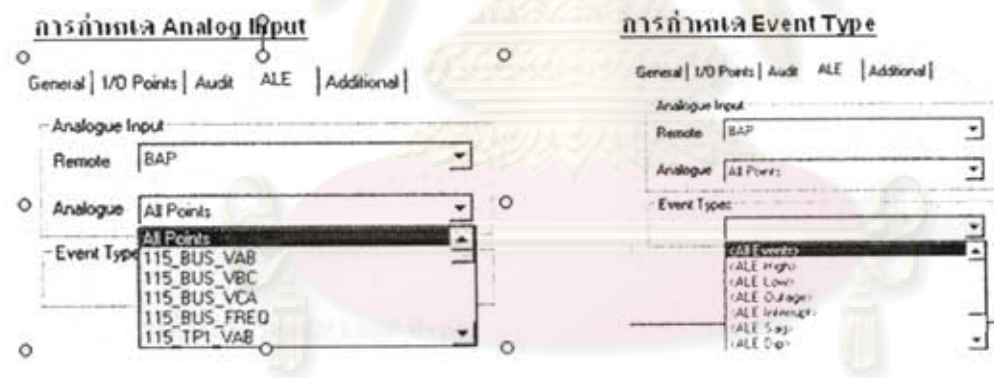 การกำหนด Analog Input
General | I/O Points | Audit ALE | Additional |
Analogue Input
Remote BAP
Analogue All Points
All Points
Event Type
115_BUS_VAB
115_BUS_VBC
115_BUS_VCA
115_BUS_FREQ
115_TP1_VAB
การกำหนด Event Type
General | I/O Points | Audit ALE | Additional |
Analogue Input
Remote BAP
Analogue All Points
Event Types
<All Events>
<ALE High>
<ALE Low>
<ALE Outage>
<ALE Interrupt>
<ALE Sag>
<ALE Dip>